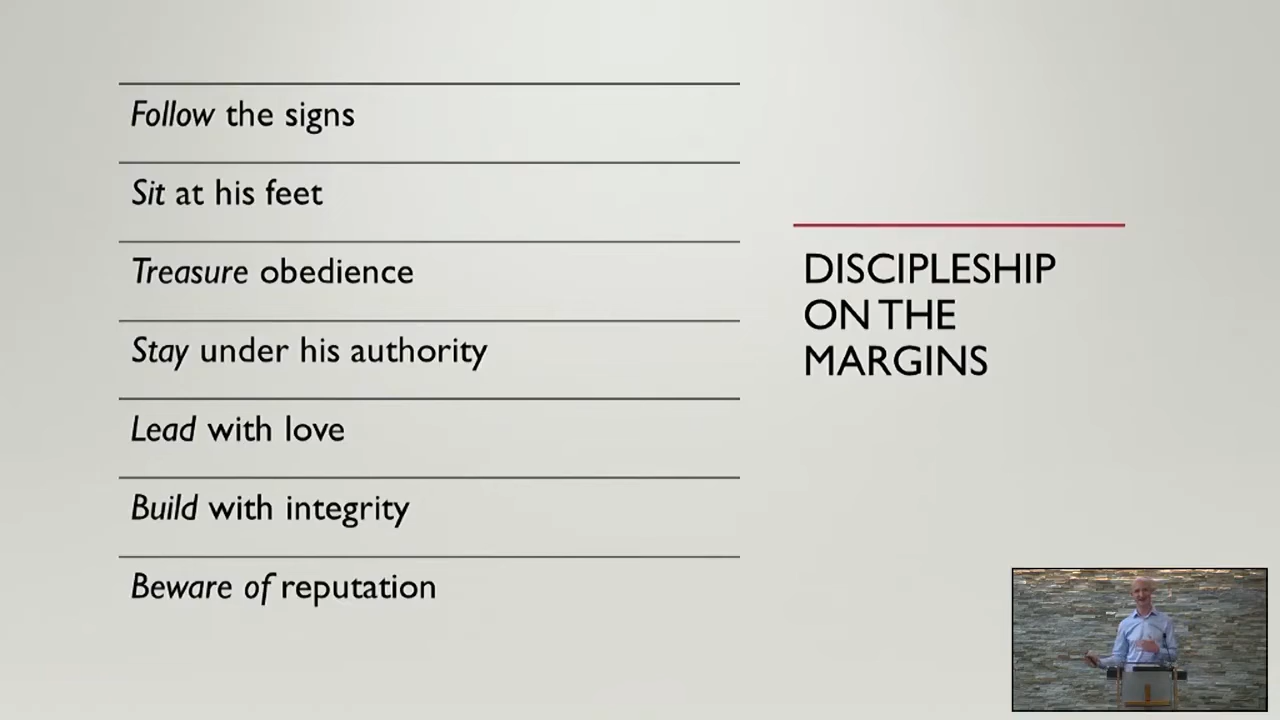 Follow the signs
Sit at his feet
Treasure obedience
Stay under his authority
Lead with love
Build with integrity
Beware of reputation
DISCIPLESHIP
ON THE
MARGINS